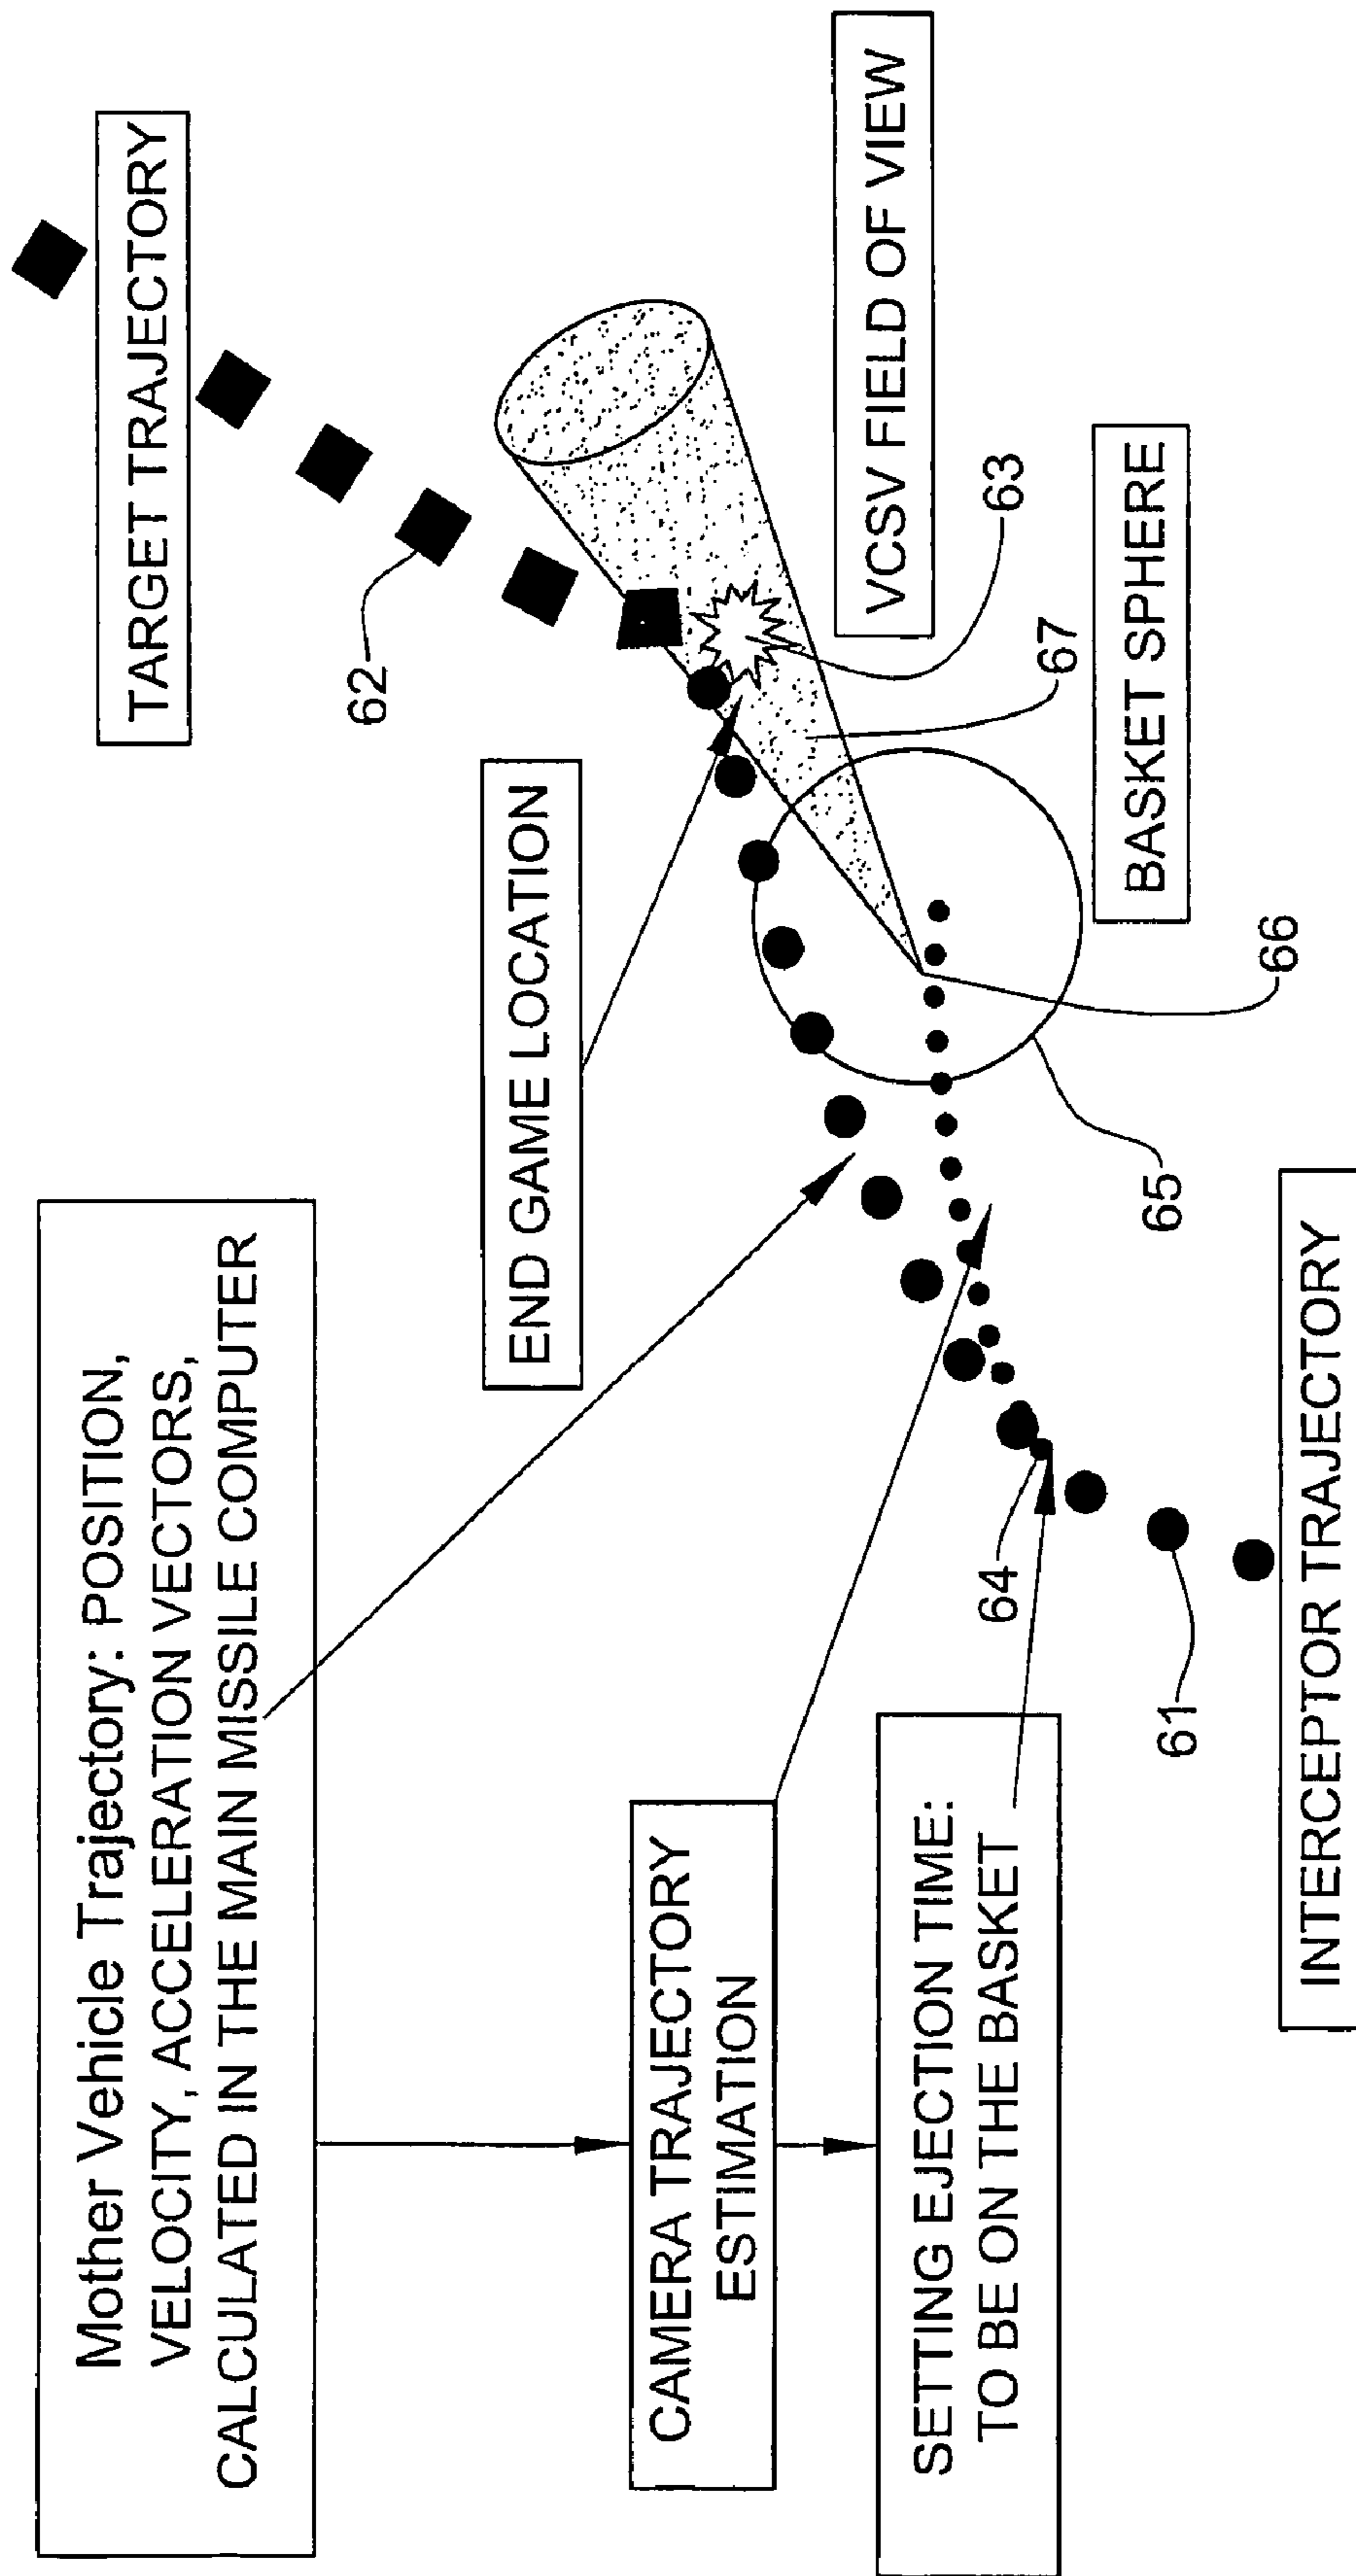 Mother Vehicle Trajectory: POSITION,
VELOCITY, ACCELERATION VECTORS,
CALCULATED IN THE MAIN MISSILE COMPUTER
CAMERA TRAJECTORY
ESTIMATION
SETTING EJECTION TIME:
TO BE ON THE BASKET
END GAME LOCATION
TARGET TRAJECTORY
62
64
61
INTERCEPTOR TRAJECTORY
65
66
BASKET SPHERE
67
63
VCSV FIELD OF VIEW